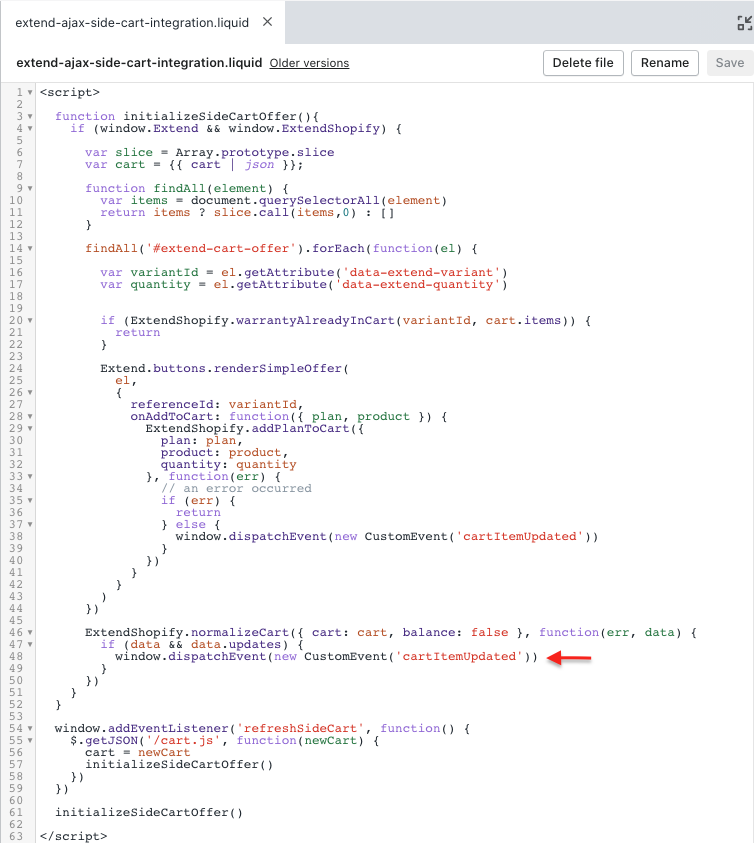 extend-ajax-side-cart-integration.liquid ×
extend-ajax-side-cart-integration.liquid Older versions Delete file Rename Save
1 <script>
2
3 function initializeSideCartOffer(){
4 if (window.Extend && window.ExtendShopify) {
5
6 var slice = Array.prototype.slice
7 var cart = {{ cart | json }};
8
9 function findAll(element) {
10 var items = document.querySelectorAll(element)
11 return items ? slice.call(items,0) : []
12 }
13
14 findAll('#extend-cart-offer').forEach(function(el) {
15
16 var variantId = el.getAttribute('data-extend-variant')
17 var quantity = el.getAttribute('data-extend-quantity')
18
19
20 if (ExtendShopify.warrantyAlreadyInCart(variantId, cart.items)) {
21 return
22 }
23
24 Extend.buttons.renderSimpleOffer(
25 el,
26 {
27 referenceId: variantId,
28 onAddToCart: function({ plan, product }) {
29 ExtendShopify.addPlanToCart({
30 plan: plan,
31 product: product,
32 quantity: quantity
33 }, function(err) {
34 // an error occurred
35 if (err) {
36 return
37 } else {
38 window.dispatchEvent(new CustomEvent('cartItemUpdated'))
39 }
40 })
41 }
42 }
43 )
44 })
45
46 ExtendShopify.normalizeCart({ cart: cart, balance: false }, function(err, data) {
47 if (data && data.updates) {
48 window.dispatchEvent(new CustomEvent('cartItemUpdated'))
49 }
50 })
51 }
52 }
53
54 window.addEventListener('refreshSideCart', function() {
55 $.getJSON('/cart.js', function(newCart) {
56 cart = newCart
57 initializeSideCartOffer()
58 })
59 })
60
61 initializeSideCartOffer()
62
63 </script>